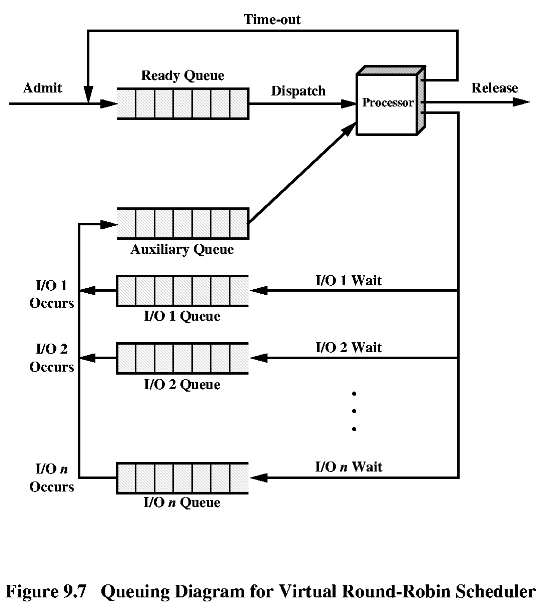 Time-out
Ready Queue
Admit
Dispatch
Processor
Release
Auxiliary Queue
I/O 1
Occurs
I/O 1 Wait
I/O 1 Queue
I/O 2
Occurs
I/O 2 Wait
I/O 2 Queue
I/O n
Occurs
I/O n Wait
I/O n Queue
Figure 9.7 Queuing Diagram for Virtual Round-Robin Scheduler